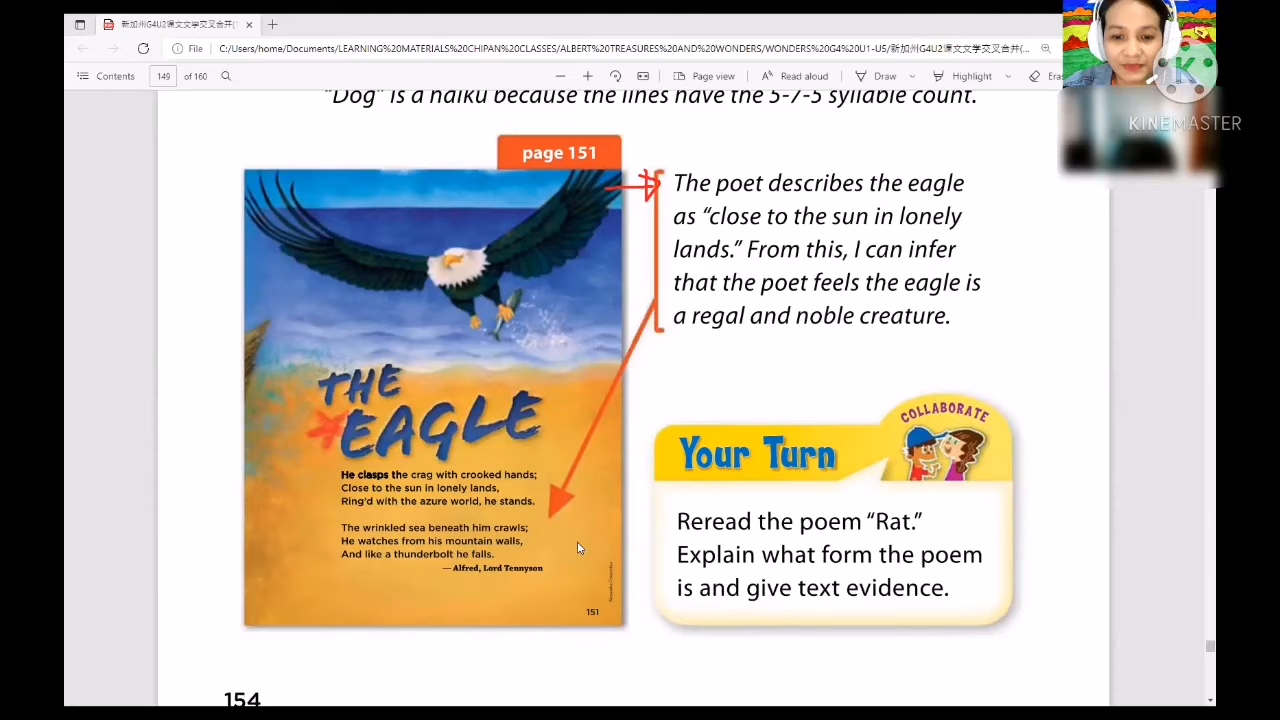 新加州G4U2课文文学交叉合并(
File
C:/Users/home/Documents/LEARNING%20MATERIALS%20CHIPAN%20CLASSES/ALBERT%20TREASURES%20AND%20WONDERS/WONDERS%20G4%20U1-U5/新加州G4U2课文文学交叉合并(...
Contents
149
of 160
Page view
Read aloud
Draw
Highlight
Eras
KINEMASTER
"Dog" is a haiku because the lines have the 5-7-5 syllable count.
page 151
The poet describes the eagle
as "close to the sun in lonely
lands." From this, I can infer
that the poet feels the eagle is
a regal and noble creature.
THE
EAGLE
He clasps the crag with crooked hands;
Close to the sun in lonely lands,
Ring'd with the azure world, he stands.
The wrinkled sea beneath him crawls;
He watches from his mountain walls,
And like a thunderbolt he falls.
— Alfred, Lord Tennyson
151
COLLABORATE
Your Turn
Reread the poem "Rat."
Explain what form the poem
is and give text evidence.
154